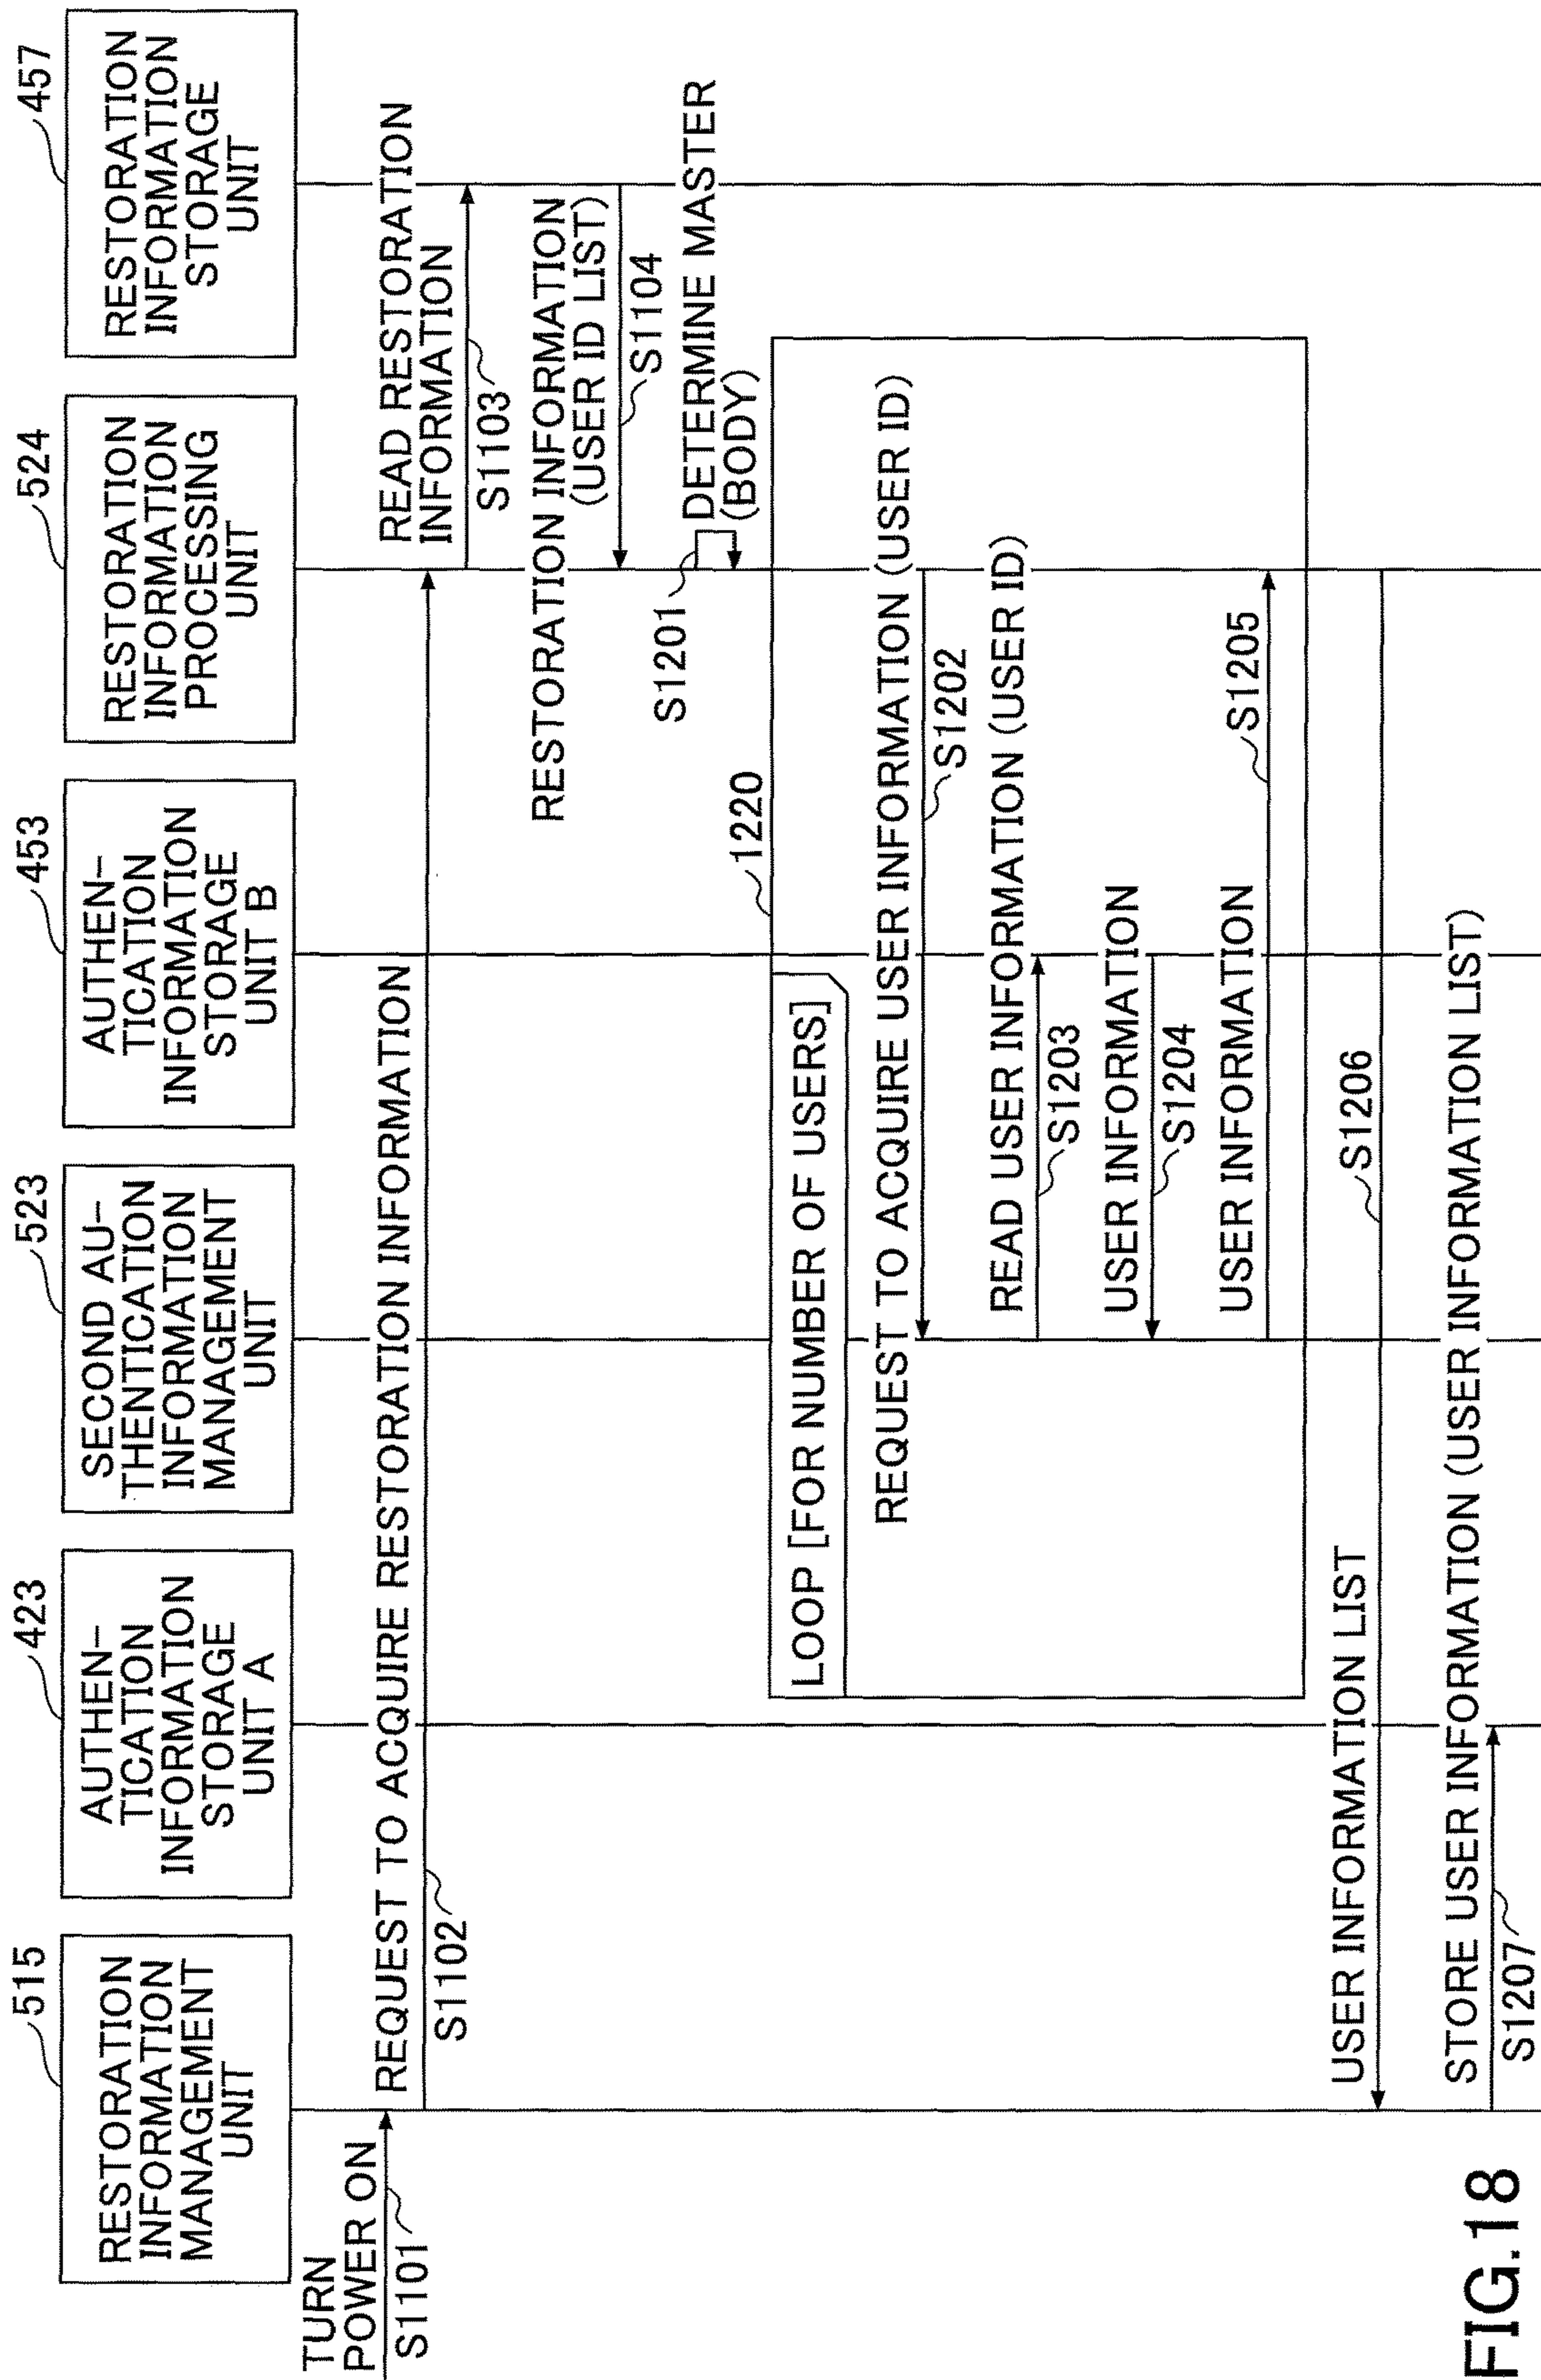 FIG.18
515
RESTORATION
INFORMATION
MANAGEMENT
UNIT
423
AUTHEN-
TICATION
INFORMATION
STORAGE
UNIT A
523
SECOND AU-
THENTICATION
INFORMATION
MANAGEMENT
UNIT
453
AUTHEN-
TICATION
INFORMATION
STORAGE
UNIT B
524
RESTORATION
INFORMATION
PROCESSING
UNIT
457
RESTORATION
INFORMATION
STORAGE
UNIT
TURN
POWER ON
S1101
REQUEST TO ACQUIRE RESTORATION INFORMATION
S1102
READ RESTORATION
INFORMATION
S1103
RESTORATION INFORMATION
(USER ID LIST)
S1104
S1201
DETERMINE MASTER
(BODY)
1220
LOOP [FOR NUMBER OF USERS]
REQUEST TO ACQUIRE USER INFORMATION (USER ID)
S1202
READ USER INFORMATION (USER ID)
S1203
USER INFORMATION
S1204
USER INFORMATION
S1205
USER INFORMATION LIST
S1206
STORE USER INFORMATION (USER INFORMATION LIST)
S1207